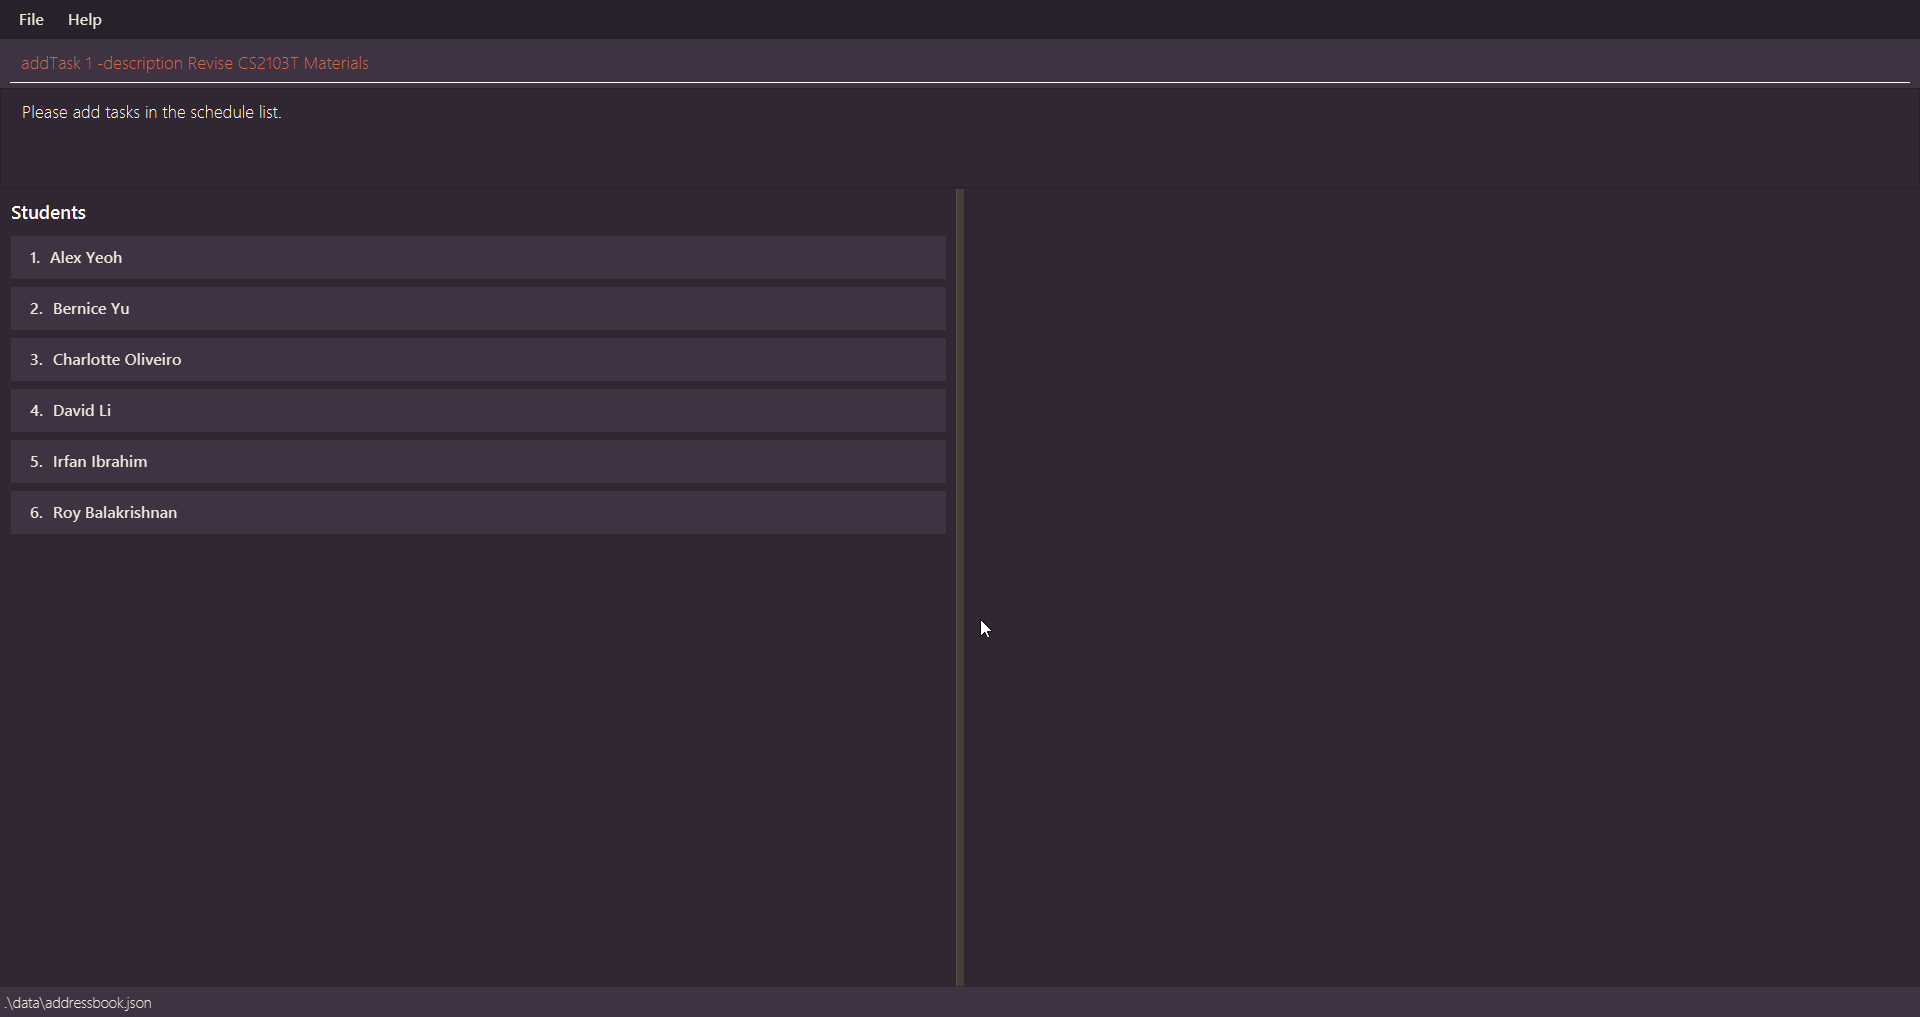 File Help
addTask 1 -description Revise CS2103T Materials
Please add tasks in the schedule list.
Students
1. Alex Yeoh
2. Bernice Yu
3. Charlotte Oliveiro
4. David Li
5. Irfan Ibrahim
6. Roy Balakrishnan
.\data\addressbook.json